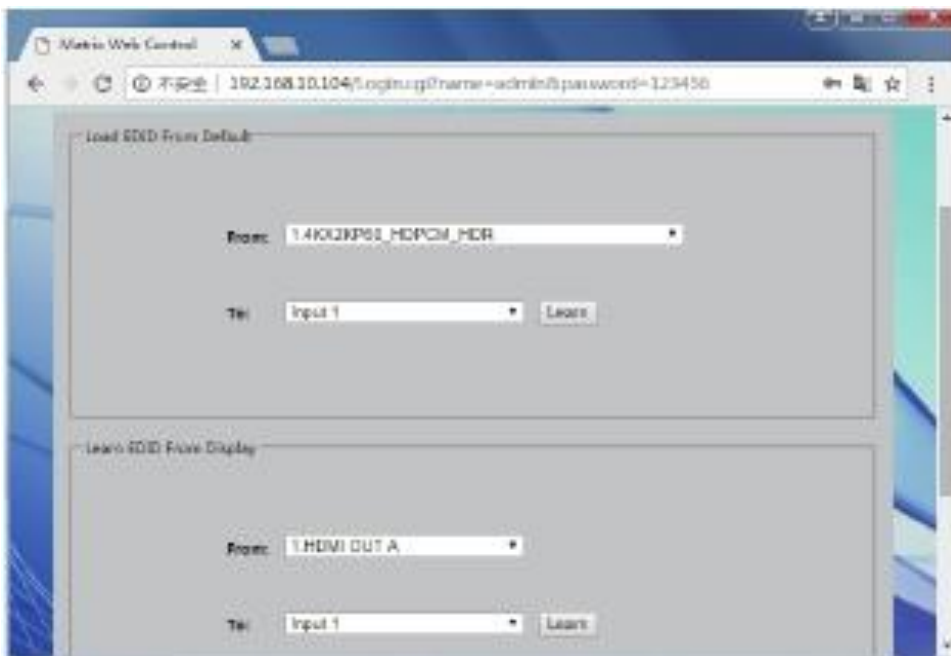 Matrix Web Control
不安全 | 192.168.10.104/Login.cgi?name=admin&password=123456
Load EDID From Default
From: 1.4KX2KP60_HDPCM_HDR
To: Input 1 Learn
Learn EDID From Display
From: 1.HDMI OUT A
To: Input 1 Learn